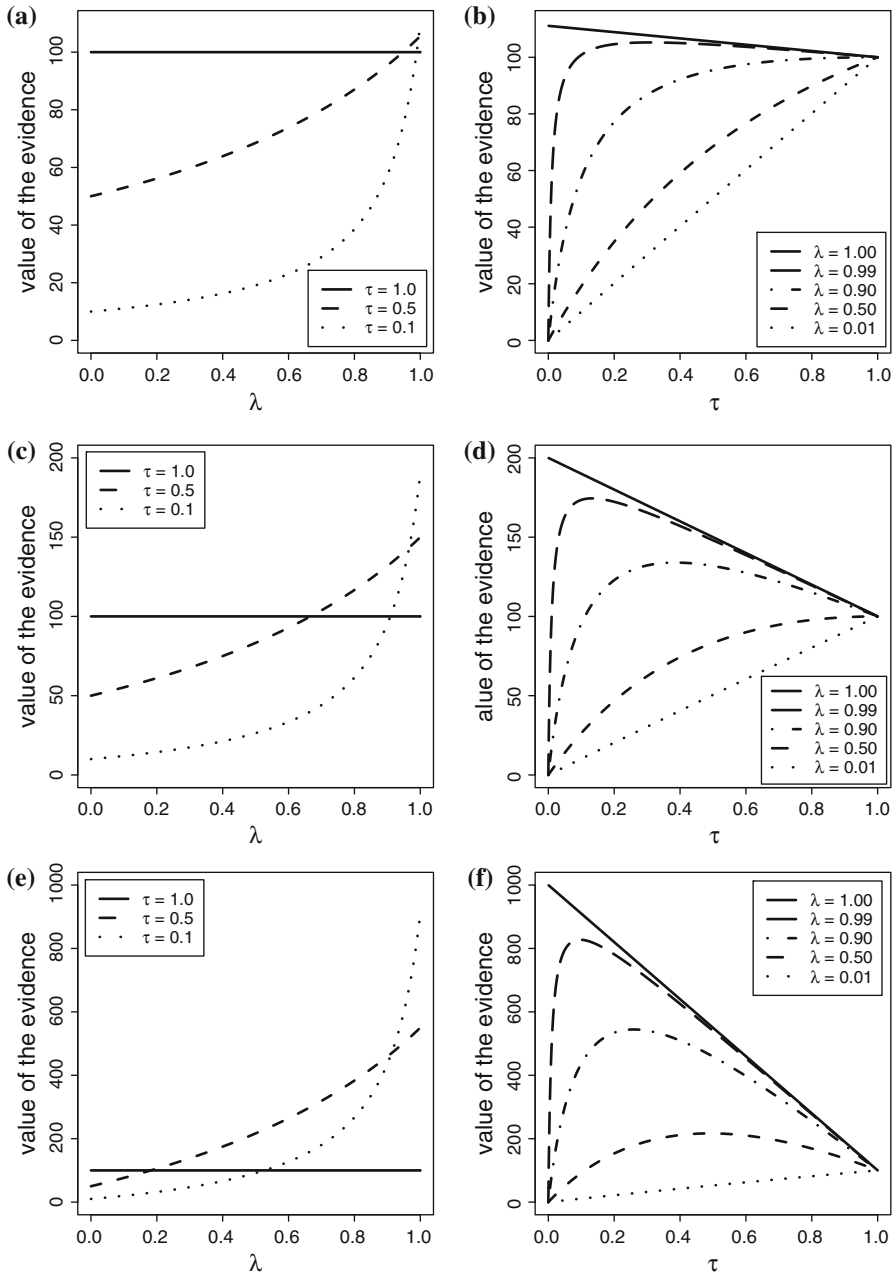 (a)
value of the evidence
0 20 40 60 80 100
τ = 1.0
τ = 0.5
τ = 0.1
0.0 0.2 0.4 0.6 0.8 1.0
λ
(b)
value of the evidence
0 20 40 60 80 100
λ = 1.00
λ = 0.99
λ = 0.90
λ = 0.50
λ = 0.01
0.0 0.2 0.4 0.6 0.8 1.0
τ
(c)
value of the evidence
0 50 100 150 200
τ = 1.0
τ = 0.5
τ = 0.1
0.0 0.2 0.4 0.6 0.8 1.0
λ
(d)
alue of the evidence
0 50 100 150 200
λ = 1.00
λ = 0.99
λ = 0.90
λ = 0.50
λ = 0.01
0.0 0.2 0.4 0.6 0.8 1.0
τ
(e)
value of the evidence
0 200 400 600 800 1000
τ = 1.0
τ = 0.5
τ = 0.1
0.0 0.2 0.4 0.6 0.8 1.0
λ
(f)
value of the evidence
0 200 400 600 800 1000
λ = 1.00
λ = 0.99
λ = 0.90
λ = 0.50
λ = 0.01
0.0 0.2 0.4 0.6 0.8 1.0
τ